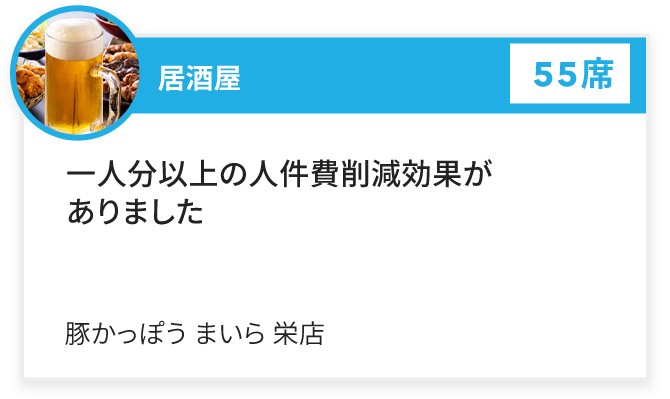 居酒屋
55席
一人分以上の人件費削減効果が
ありました
豚かっぽう まいら 栄店